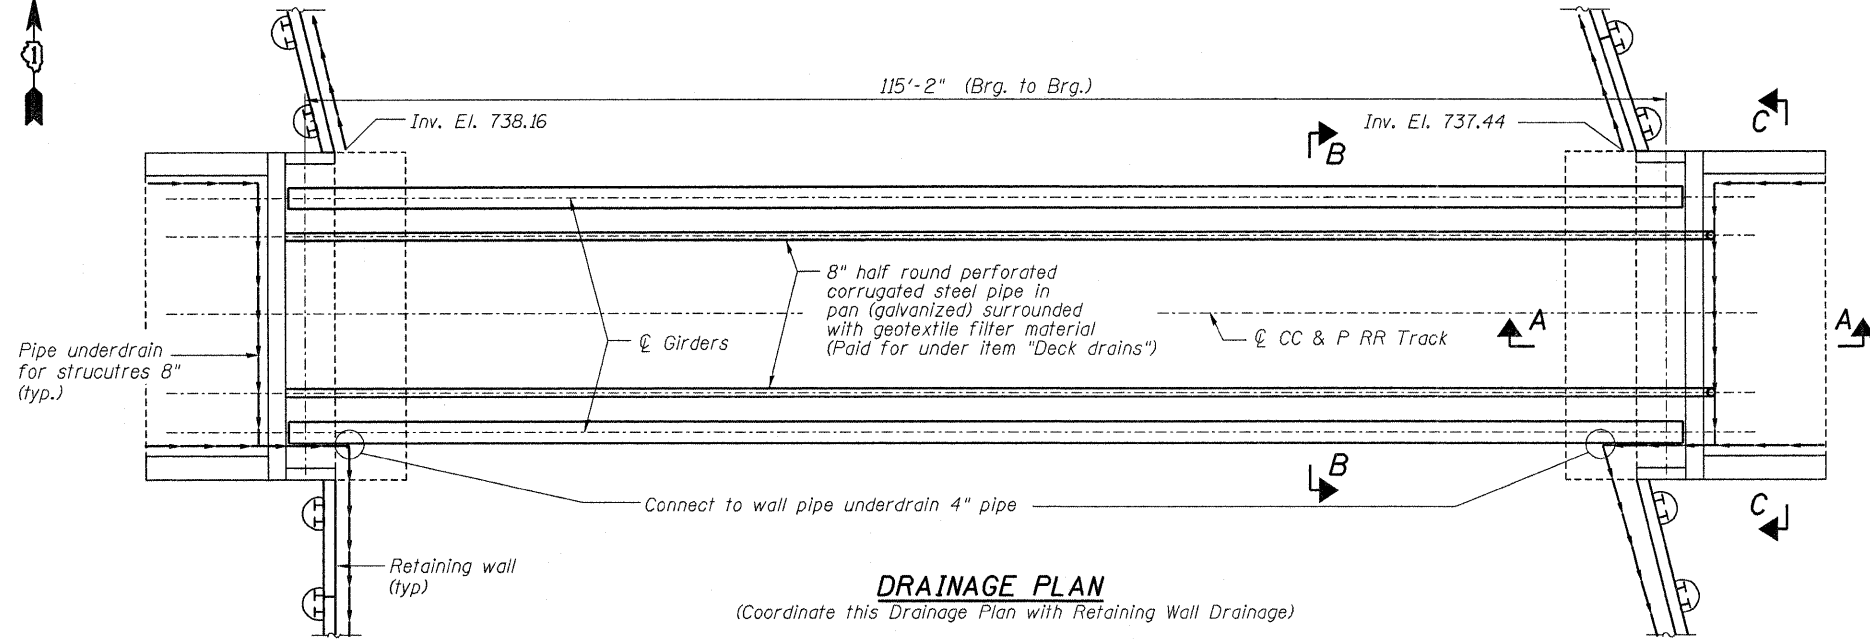 1
115'-2" (Brg. to Brg.)
Inv. El. 738.16
Inv. El. 737.44
B
C
8" half round perforated
corrugated steel pipe in
pan (galvanized) surrounded
with geotextile filter material
(Paid for under item "Deck drains")
℄ Girders
℄ CC & P RR Track
A
A
Pipe underdrain
for strucutres 8"
(typ.)
B
C
Connect to wall pipe underdrain 4" pipe
Retaining wall
(typ)
DRAINAGE PLAN
(Coordinate this Drainage Plan with Retaining Wall Drainage)